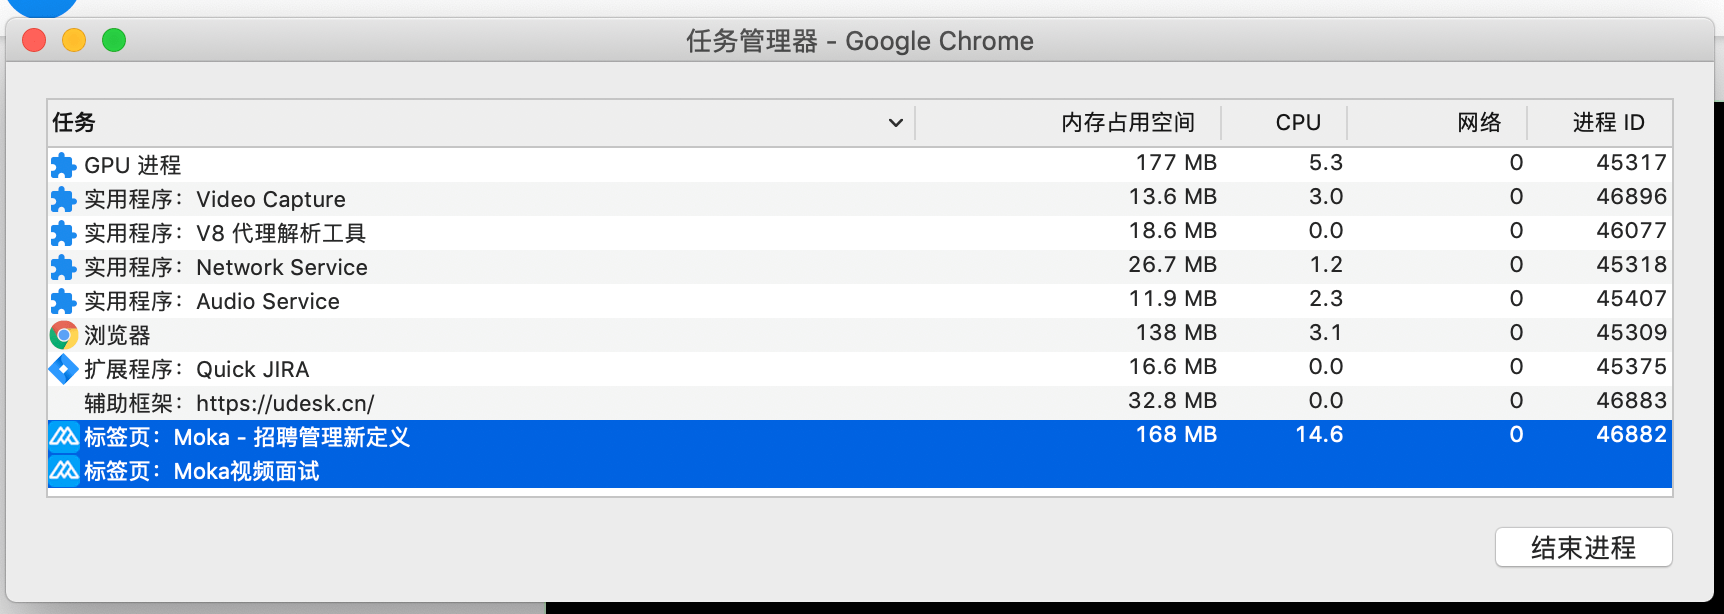 任务管理器 - Google Chrome
任务 内存占用空间 CPU 网络 进程 ID
GPU 进程 177 MB 5.3 0 45317
实用程序：Video Capture 13.6 MB 3.0 0 46896
实用程序：V8 代理解析工具 18.6 MB 0.0 0 46077
实用程序：Network Service 26.7 MB 1.2 0 45318
实用程序：Audio Service 11.9 MB 2.3 0 45407
浏览器 138 MB 3.1 0 45309
扩展程序：Quick JIRA 16.6 MB 0.0 0 45375
辅助框架：https://udesk.cn/ 32.8 MB 0.0 0 46883
标签页：Moka - 招聘管理新定义 168 MB 14.6 0 46882
标签页：Moka视频面试
结束进程